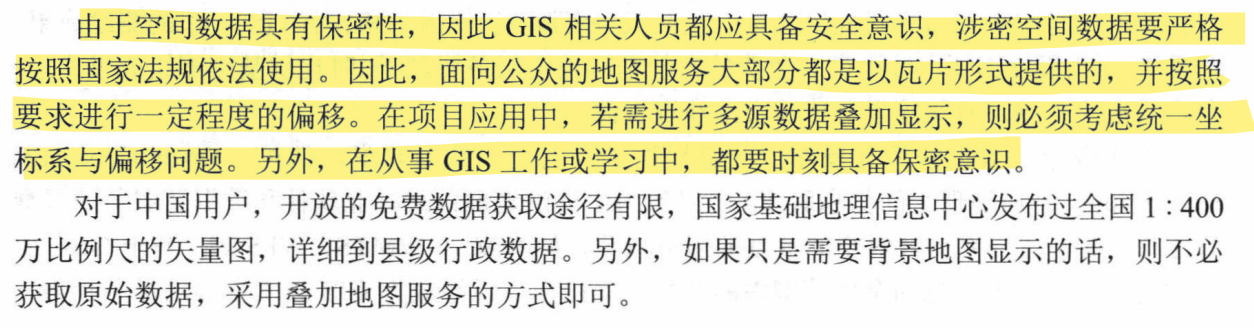 由于空间数据具有保密性，因此 GIS 相关人员都应具备安全意识，涉密空间数据要严格
按照国家法规依法使用。因此，面向公众的地图服务大部分都是以瓦片形式提供的，并按照
要求进行一定程度的偏移。在项目应用中，若需进行多源数据叠加显示，则必须考虑统一坐
标系与偏移问题。另外，在从事 GIS 工作或学习中，都要时刻具备保密意识。
对于中国用户，开放的免费数据获取途径有限，国家基础地理信息中心发布过全国 1∶400
万比例尺的矢量图，详细到县级行政数据。另外，如果只是需要背景地图显示的话，则不必
获取原始数据，采用叠加地图服务的方式即可。